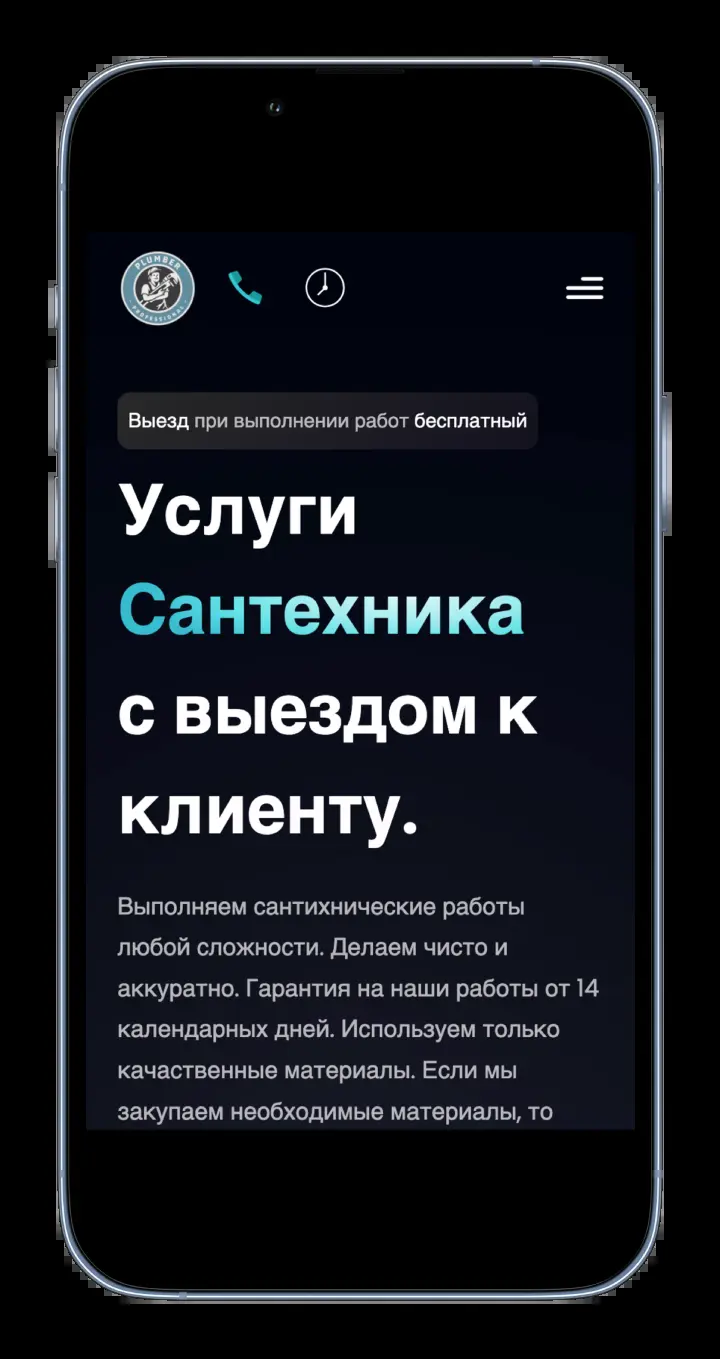 PLUMBER
PROFESSIONAL
Выезд при выполнении работ бесплатный
Услуги
Сантехника
с выездом к
клиенту.
Выполняем сантихнические работы
любой сложности. Делаем чисто и
аккуратно. Гарантия на наши работы от 14
календарных дней. Используем только
качаственные материалы. Если мы
закупаем необходимые материалы, то